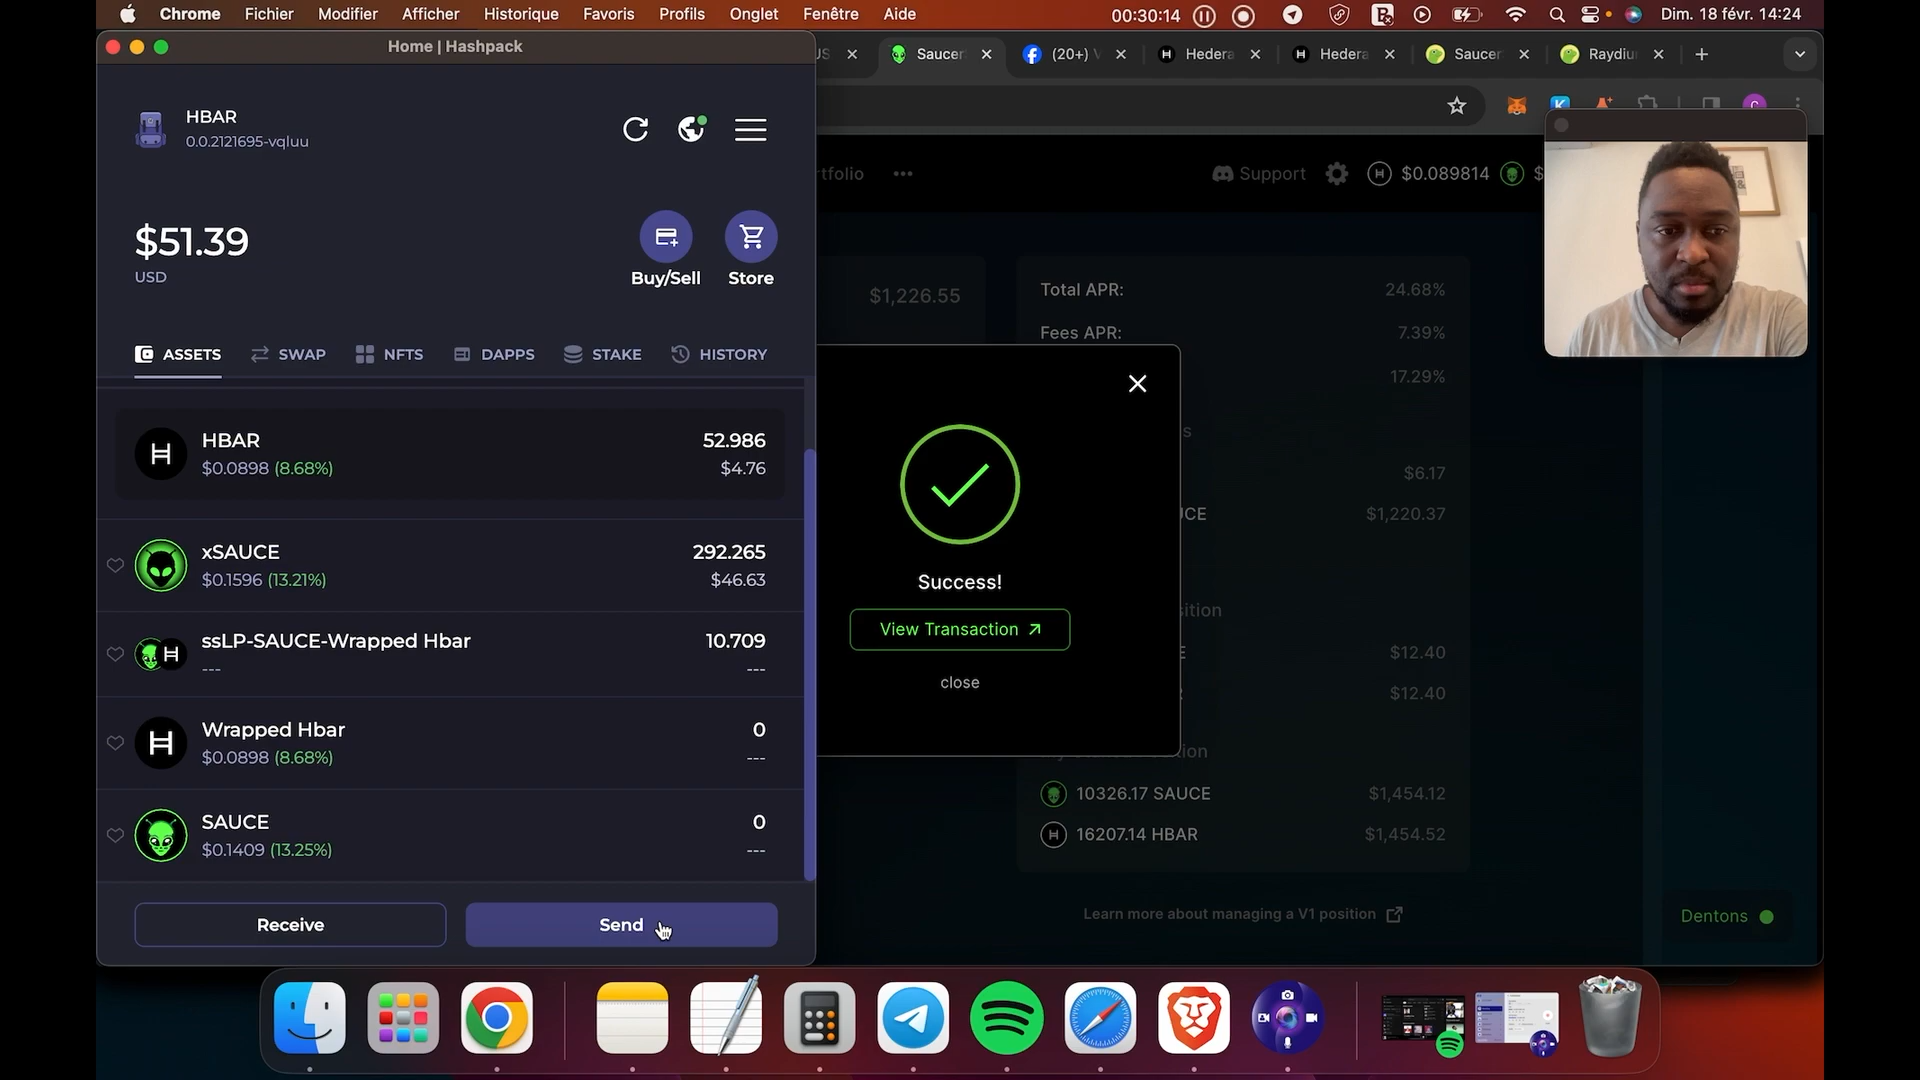 Chrome Fichier Modifier Afficher Historique Favoris Profils Onglet Fenêtre Aide 00:30:14 Dim. 18 févr. 14:24
Home | Hashpack
Saucer (20+) Hedera Hedera Saucer Raydiu
HBAR
0.0.2121695-vqluu
rtfolio ••• Support $0.089814 $
$51.39
USD
Buy/Sell Store
ASSETS SWAP NFTS DAPPS STAKE HISTORY
HBAR 52.986
$0.0898 (8.68%) $4.76
xSAUCE 292.265
$0.1596 (13.21%) $46.63
ssLP-SAUCE-Wrapped Hbar 10.709
--- ---
Wrapped Hbar 0
$0.0898 (8.68%) ---
SAUCE 0
$0.1409 (13.25%) ---
Receive Send
$1,226.55
Total APR: 24.68%
Fees APR: 7.39%
17.29%
s
$6.17
UCE $1,220.37
Success!
View Transaction
close
sition
E $12.40
$12.40
tion
10326.17 SAUCE $1,454.12
16207.14 HBAR $1,454.52
Learn more about managing a V1 position
Dentons